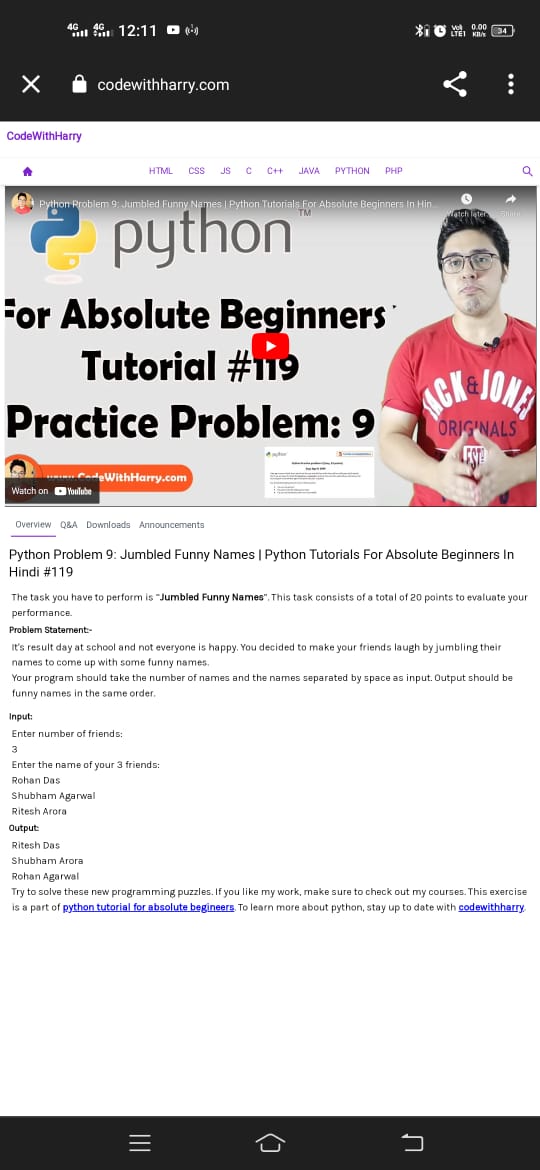 4G 4G 12:11 Vo) LTE1 0.00 KB/s 34
codewithharry.com
CodeWithHarry
HTML CSS JS C C++ JAVA PYTHON PHP
Python Problem 9: Jumbled Funny Names | Python Tutorials For Absolute Beginners In Hin...
Watch later Share
python TM
For Absolute Beginners
Tutorial #119
Practice Problem: 9
JACK & JONES
ORIGINALS
www.CodeWithHarry.com
Watch on YouTube
Overview Q&A Downloads Announcements
Python Problem 9: Jumbled Funny Names | Python Tutorials For Absolute Beginners In
Hindi #119
The task you have to perform is "Jumbled Funny Names". This task consists of a total of 20 points to evaluate your
performance.
Problem Statement:-
It's result day at school and not everyone is happy. You decided to make your friends laugh by jumbling their
names to come up with some funny names.
Your program should take the number of names and the names separated by space as input. Output should be
funny names in the same order.
Input:
Enter number of friends:
3
Enter the name of your 3 friends:
Rohan Das
Shubham Agarwal
Ritesh Arora
Output:
Ritesh Das
Shubham Arora
Rohan Agarwal
Try to solve these new programming puzzles. If you like my work, make sure to check out my courses. This exercise
is a part of python tutorial for absolute begineers. To learn more about python, stay up to date with codewithharry.